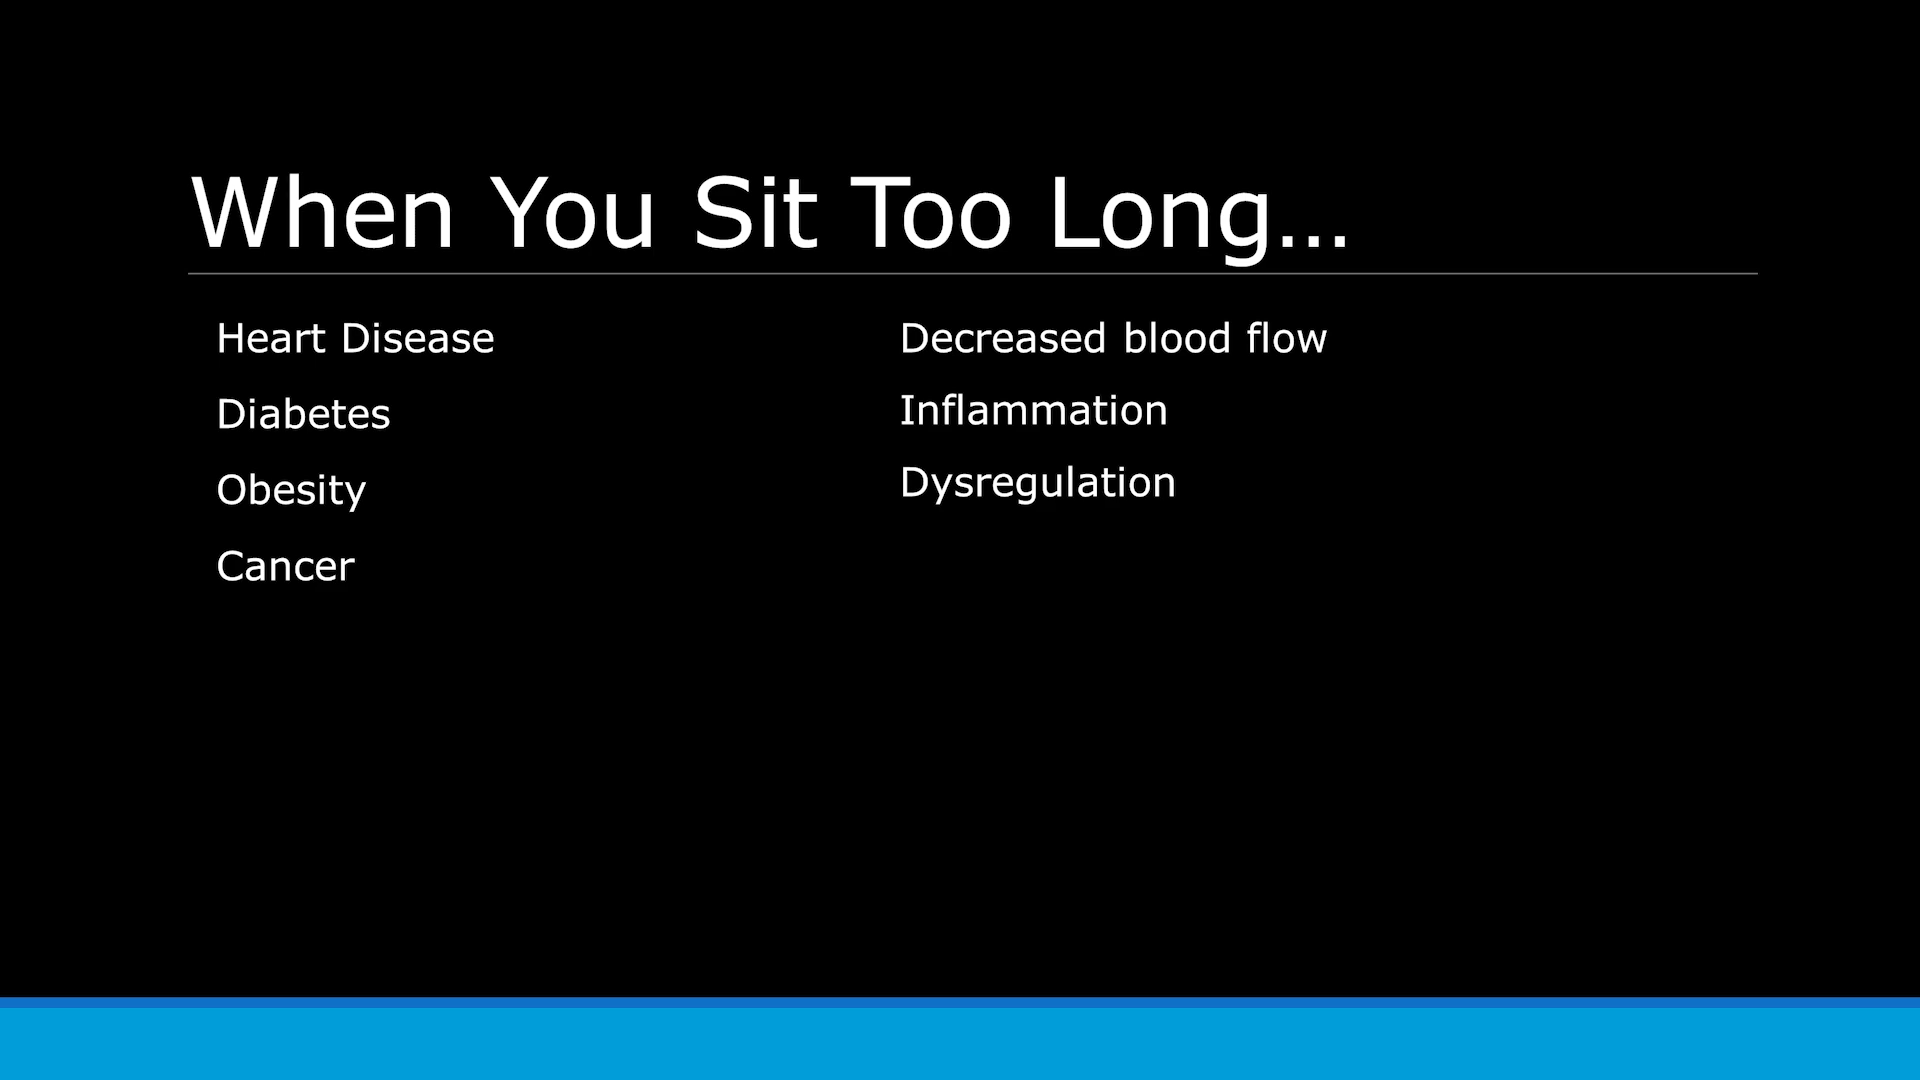 When You Sit Too Long...
Heart Disease
Diabetes
Obesity
Cancer
Decreased blood flow
Inflammation
Dysregulation